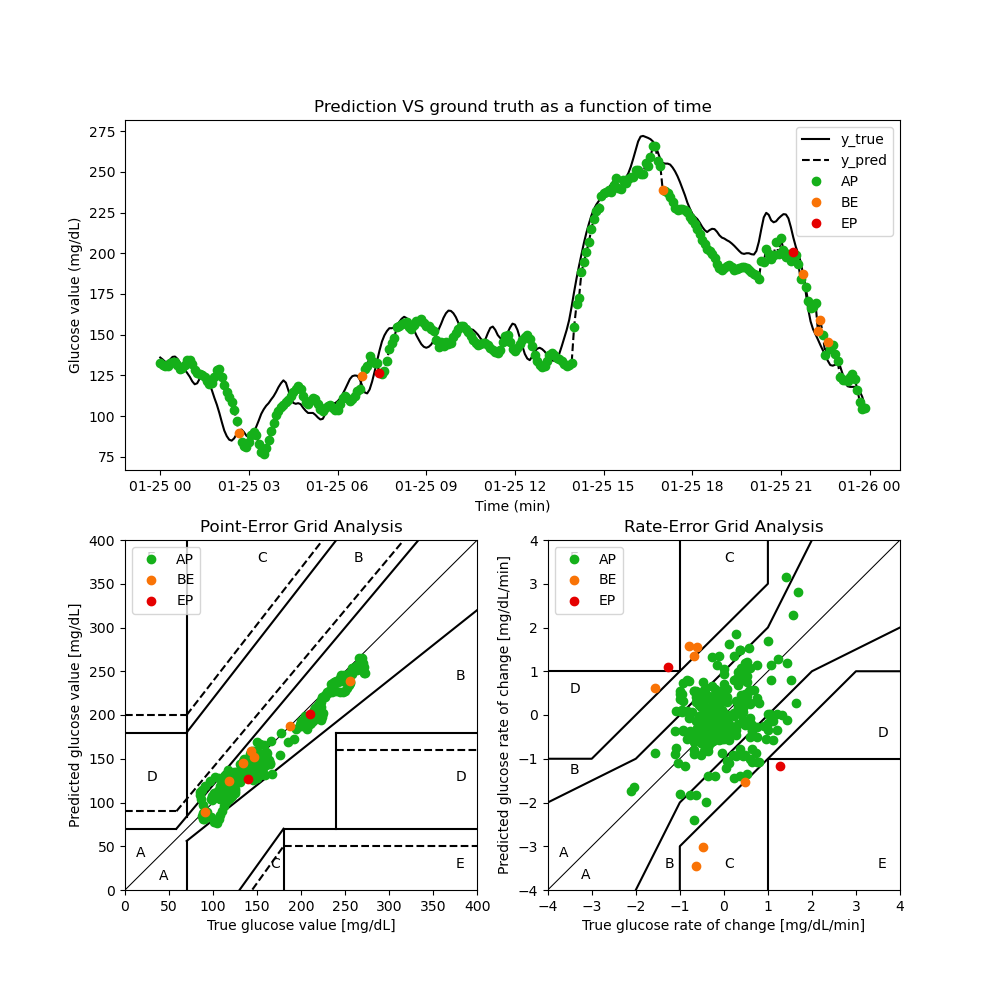 Prediction VS ground truth as a function of time
Glucose value (mg/dL)
275
250
225
200
175
150
125
100
75
y_true
y_pred
AP
BE
EP
01-25 00 01-25 03 01-25 06 01-25 09 01-25 12 01-25 15 01-25 18 01-25 21 01-26 00
Time (min)
Point-Error Grid Analysis
Predicted glucose value [mg/dL]
400
350
300
250
200
150
100
50
0
AP
BE
EP
C
B
B
D
D
A
A
C
E
0 50 100 150 200 250 300 350 400
True glucose value [mg/dL]
Rate-Error Grid Analysis
Predicted glucose rate of change [mg/dL/min]
4
3
2
1
0
−1
−2
−3
−4
AP
BE
EP
C
D
D
B
A
A
B
C
E
−4 −3 −2 −1 0 1 2 3 4
True glucose rate of change [mg/dL/min]